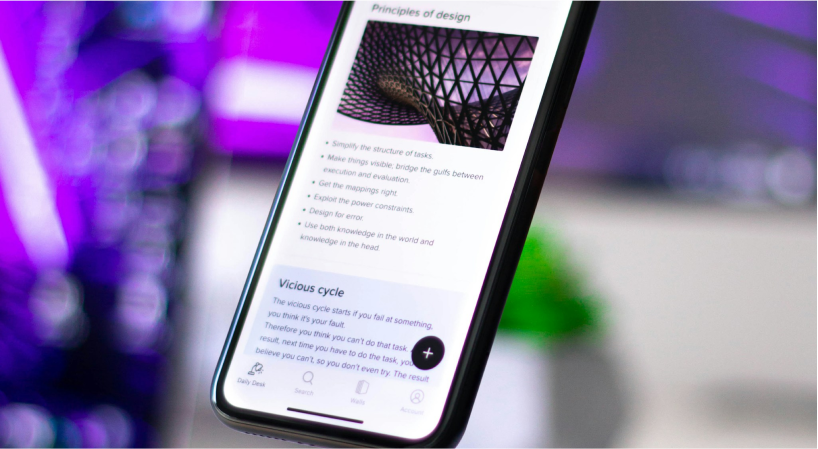 Principles of design
• Simplify the structure of tasks.
• Make things visible: bridge the gulfs between
execution and evaluation.
• Get the mappings right.
• Exploit the power constraints.
• Design for error.
• Use both knowledge in the world and
knowledge in the head.
Vicious cycle
The vicious cycle starts if you fail at something,
you think it's your fault.
Therefore you think you can't do that task.
result, next time you have to do the task, you
believe you can't, so you don't even try. The result
Daily Desk
Search
Walls
Account